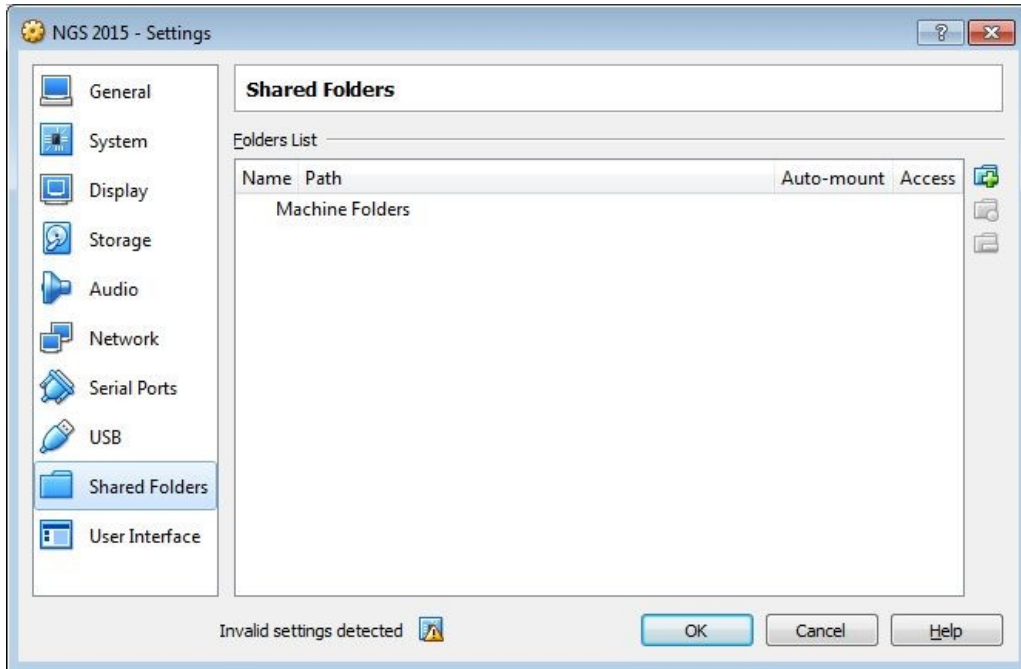 NGS 2015 - Settings
General
System
Display
Storage
Audio
Network
Serial Ports
USB
Shared Folders
User Interface
Shared Folders
Folders List
Name Path Auto-mount Access
Machine Folders
Invalid settings detected
OK Cancel Help